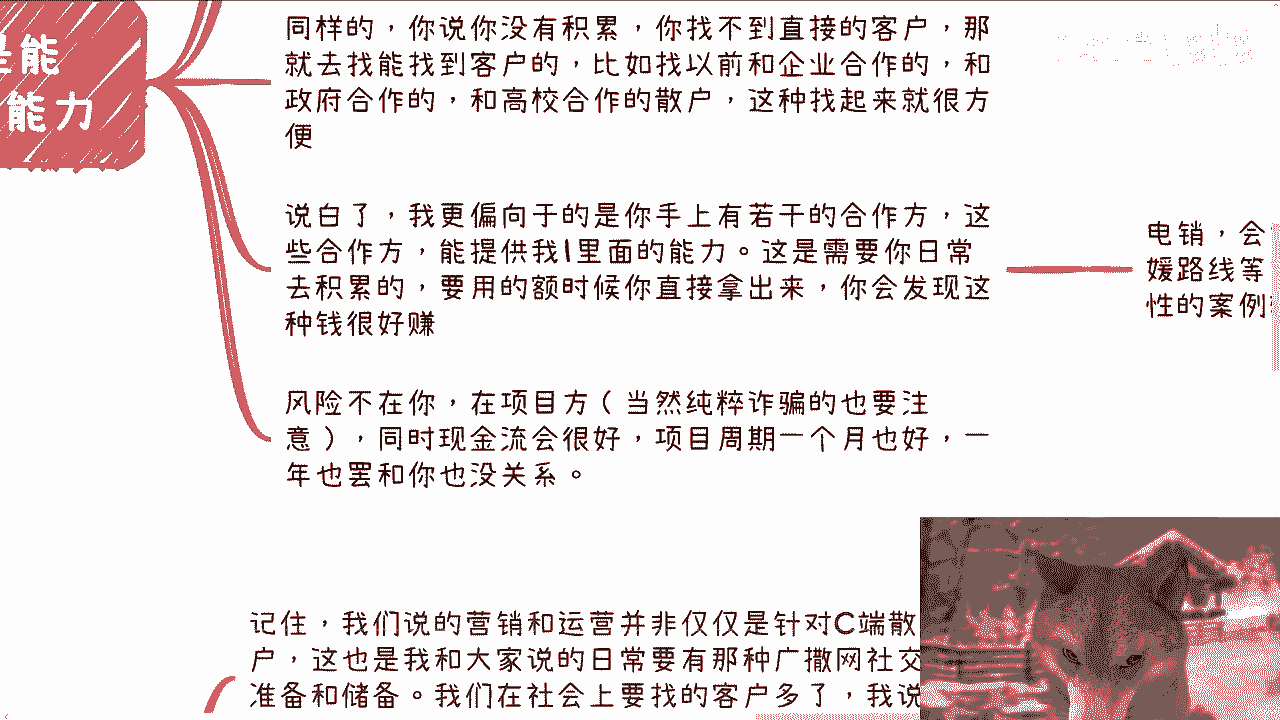 是能
能力
同样的，你说你没有积累，你找不到直接的客户，那
就去找能找到客户的，比如找以前和企业合作的，和
政府合作的，和高校合作的散户，这种找起来就很方
便
说白了，我更偏向于的是你手上有若干的合作方，这
些合作方，能提供我1里面的能力。这是需要你日常
去积累的，要用的额时候你直接拿出来，你会发现这
种钱很好赚
电销，会
媛路线等
性的案例
风险不在你，在项目方（当然纯粹诈骗的也要注
意），同时现金流会很好，项目周期一个月也好，一
年也罢和你也没关系。
记住，我们说的营销和运营并非仅仅是针对C端散
户，这也是我和大家说的日常要有那种广撒网社交
准备和储备。我们在社会上要找的客户多了，我说